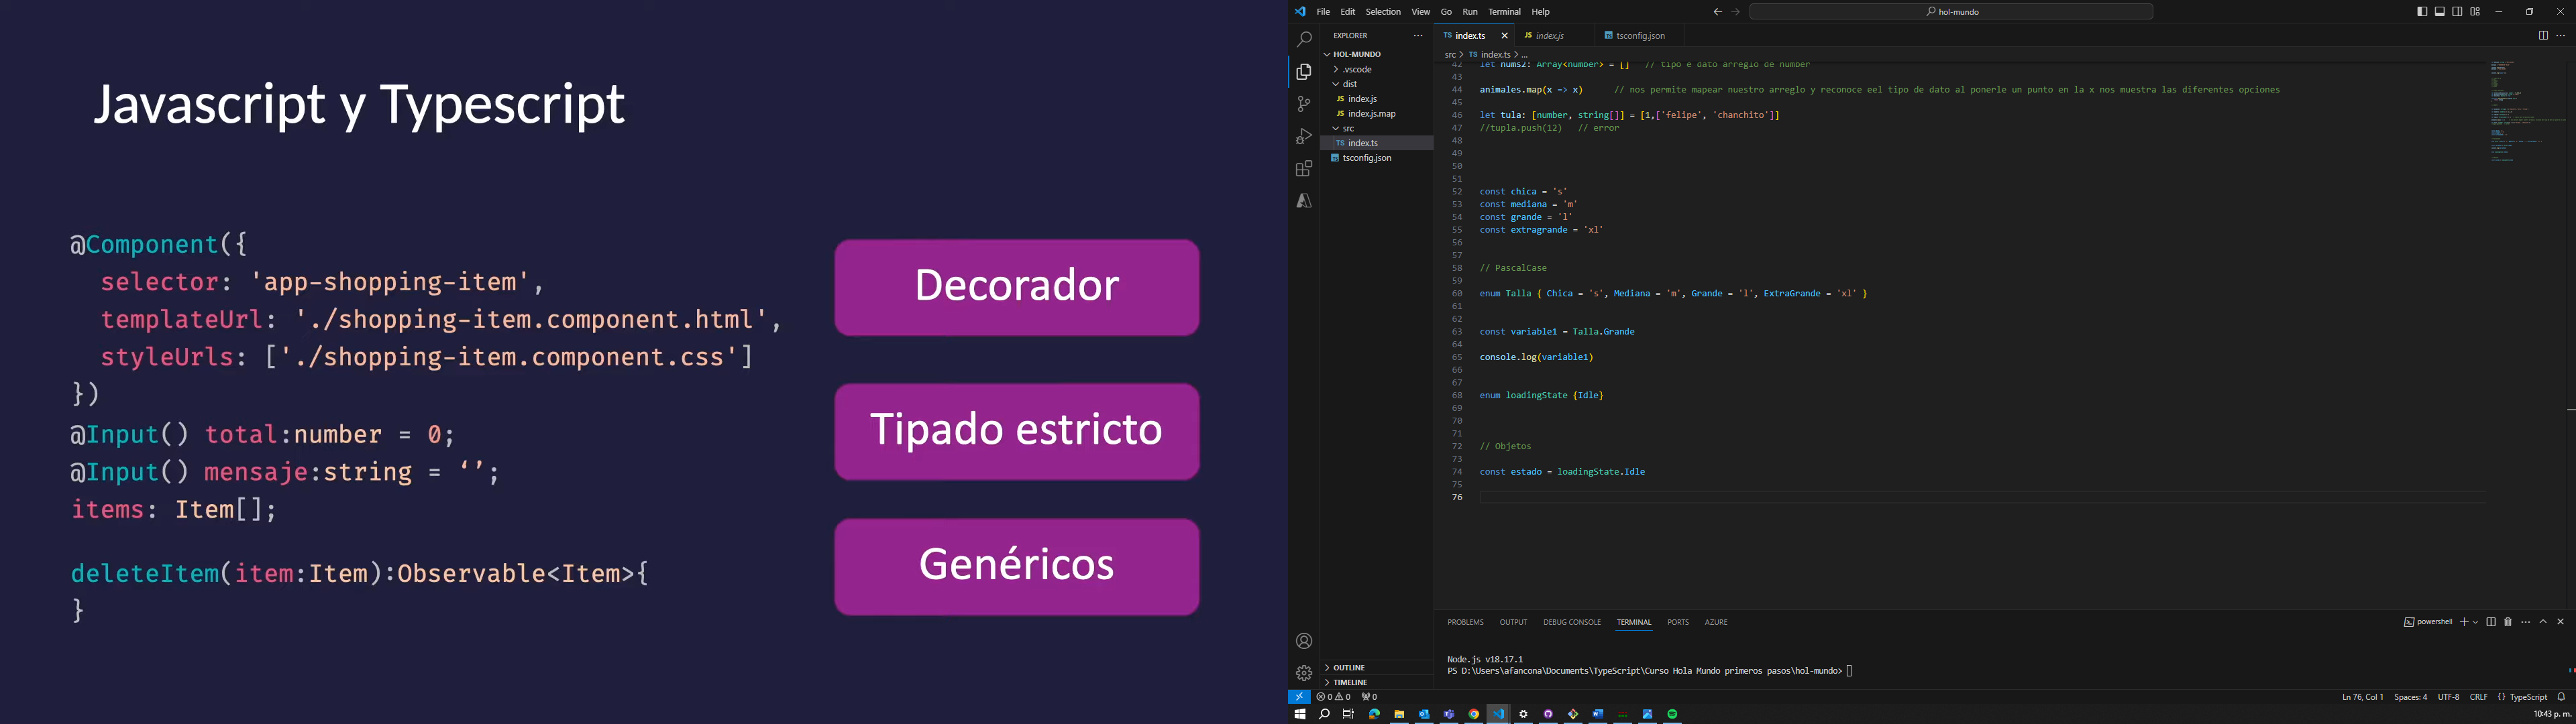 Javascript y Typescript
@Component({
selector: 'app-shopping-item',
templateUrl: './shopping-item.component.html',
styleUrls: ['./shopping-item.component.css']
})
@Input() total:number = 0;
@Input() mensaje:string = ‘’;
items: Item[];
deleteItem(item:Item):Observable<Item>{
}
Decorador
Tipado estricto
Genéricos
File Edit Selection View Go Run Terminal Help
hol-mundo
EXPLORER
HOL-MUNDO
.vscode
dist
JS index.js
JS index.js.map
src
TS index.ts
tsconfig.json
OUTLINE
TIMELINE
TS index.ts
JS index.js
tsconfig.json
src > TS index.ts > ...
42 let nums2: Array<number> = [] // tipo e dato arreglo de number
43
44 animales.map(x => x) // nos permite mapear nuestro arreglo y reconoce eel tipo de dato al ponerle un punto en la x nos muestra las diferentes opciones
45
46 let tula: [number, string[]] = [1,['felipe', 'chanchito']]
47 //tupla.push(12) // error
48
49
50
51
52 const chica = 's'
53 const mediana = 'm'
54 const grande = 'l'
55 const extragrande = 'xl'
56
57
58 // PascalCase
59
60 enum Talla { Chica = 's', Mediana = 'm', Grande = 'l', ExtraGrande = 'xl' }
61
62
63 const variable1 = Talla.Grande
64
65 console.log(variable1)
66
67
68 enum loadingState {Idle}
69
70
71
72 // Objetos
73
74 const estado = loadingState.Idle
75
76
PROBLEMS OUTPUT DEBUG CONSOLE TERMINAL PORTS AZURE
powershell
Node.js v18.17.1
PS D:\Users\afancona\Documents\TypeScript\Curso Hola Mundo primeros pasos\hol-mundo>
0 0 0
Ln 76, Col 1 Spaces: 4 UTF-8 CRLF {} TypeScript
10:43 p. m.